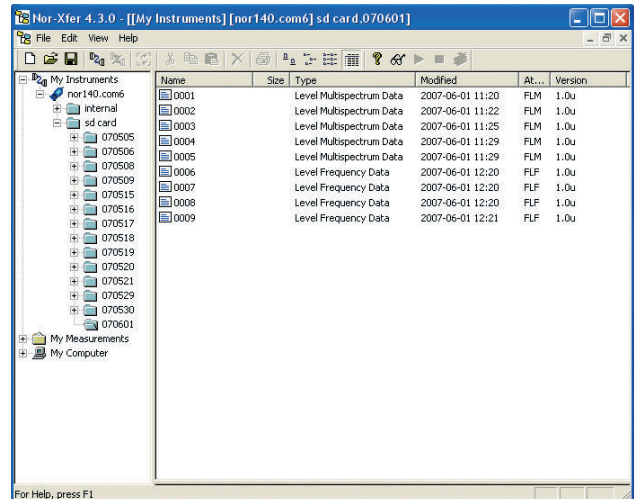 Nor-Xfer 4.3.0 - [[My Instruments] [nor140.com6] sd card,070601]
File Edit View Help
My Instruments
nor140.com6
internal
sd card
070505
070506
070508
070509
070515
070516
070517
070518
070519
070520
070521
070529
070530
070601
My Measurements
My Computer
Name Size Type Modified At... Version
0001 Level Multispectrum Data 2007-06-01 11:20 FLM 1.0u
0002 Level Multispectrum Data 2007-06-01 11:22 FLM 1.0u
0003 Level Multispectrum Data 2007-06-01 11:25 FLM 1.0u
0004 Level Multispectrum Data 2007-06-01 11:29 FLM 1.0u
0005 Level Multispectrum Data 2007-06-01 11:29 FLM 1.0u
0006 Level Frequency Data 2007-06-01 12:20 FLF 1.0u
0007 Level Frequency Data 2007-06-01 12:20 FLF 1.0u
0008 Level Frequency Data 2007-06-01 12:20 FLF 1.0u
0009 Level Frequency Data 2007-06-01 12:21 FLF 1.0u
For Help, press F1